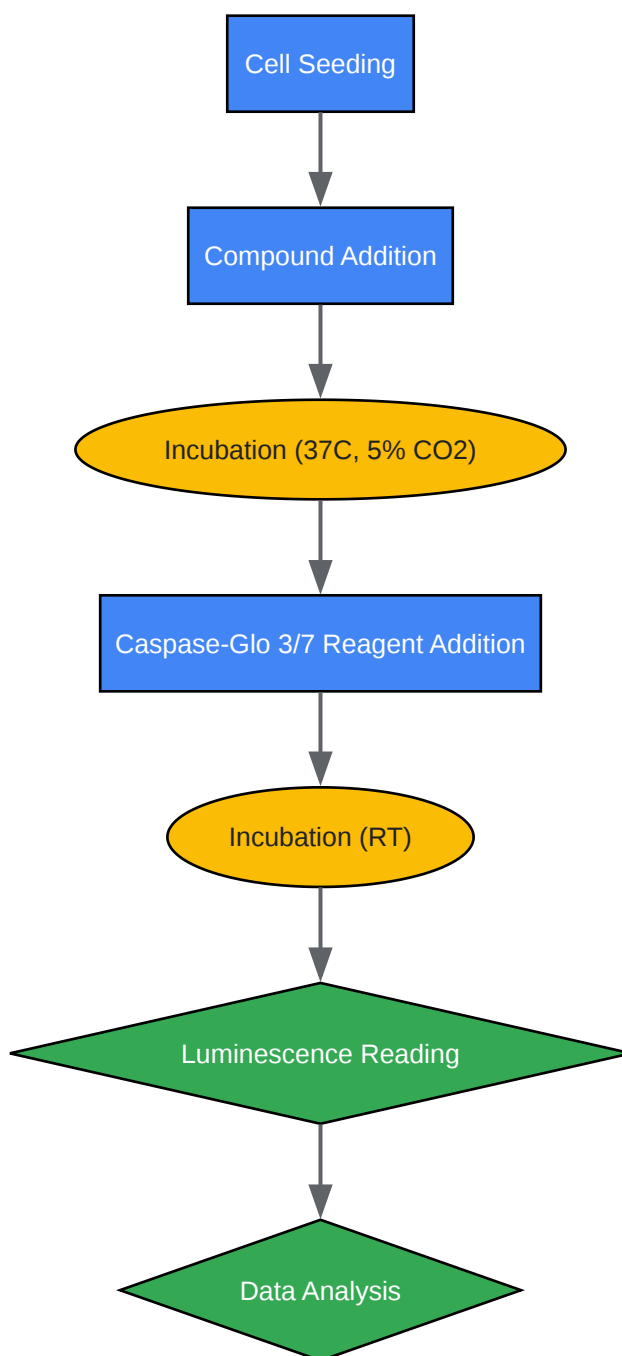 Cell Seeding
Compound Addition
Incubation (37C, 5% CO2)
Caspase-Glo 3/7 Reagent Addition
Incubation (RT)
Luminescence Reading
Data Analysis